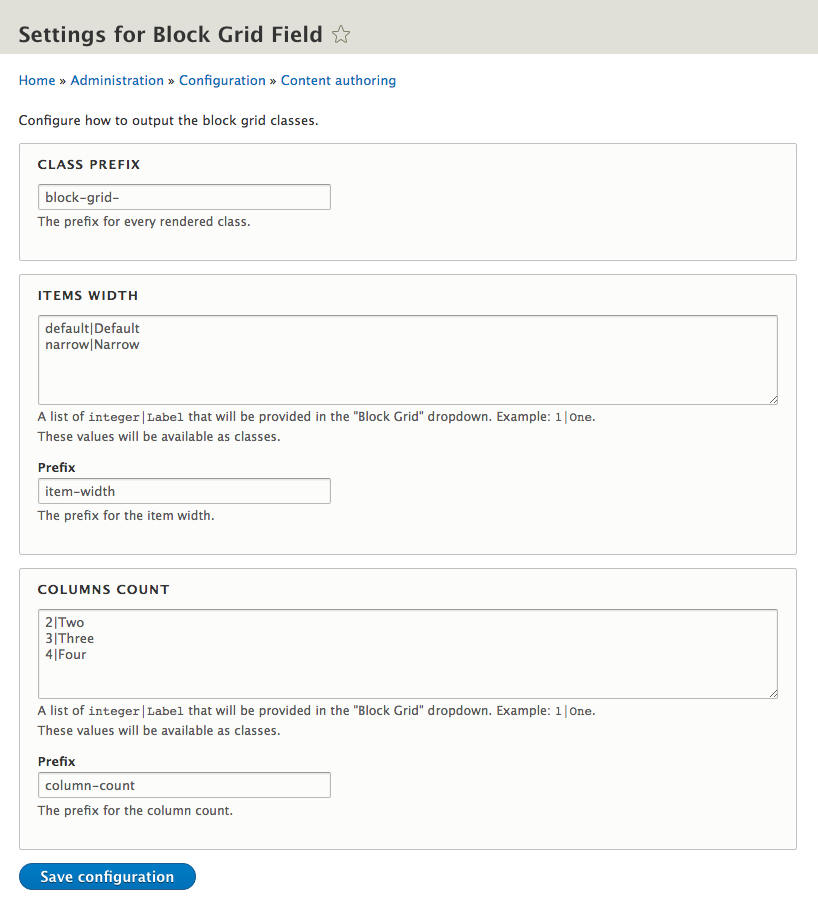 Settings for Block Grid Field
Home » Administration » Configuration » Content authoring
Configure how to output the block grid classes.
CLASS PREFIX
block-grid-
The prefix for every rendered class.
ITEMS WIDTH
default|Default
narrow|Narrow
A list of integer|Label that will be provided in the "Block Grid" dropdown. Example: 1|One.
These values will be available as classes.
Prefix
item-width
The prefix for the item width.
COLUMNS COUNT
2|Two
3|Three
4|Four
A list of integer|Label that will be provided in the "Block Grid" dropdown. Example: 1|One.
These values will be available as classes.
Prefix
column-count
The prefix for the column count.
Save configuration